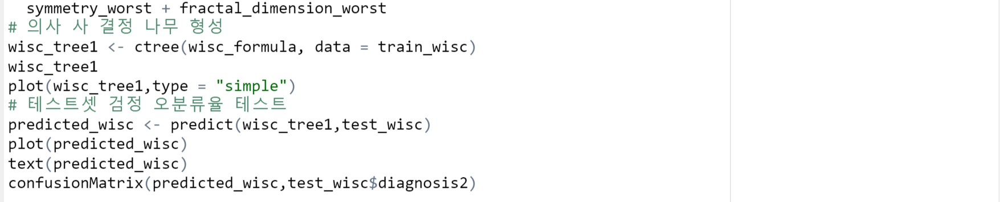 symmetry_worst + fractal_dimension_worst
# 의사 사 결정 나무 형성
wisc_tree1 <- ctree(wisc_formula, data = train_wisc)
wisc_tree1
plot(wisc_tree1,type = "simple")
# 테스트셋 검정 오분류율 테스트
predicted_wisc <- predict(wisc_tree1,test_wisc)
plot(predicted_wisc)
text(predicted_wisc)
confusionMatrix(predicted_wisc,test_wisc$diagnosis2)